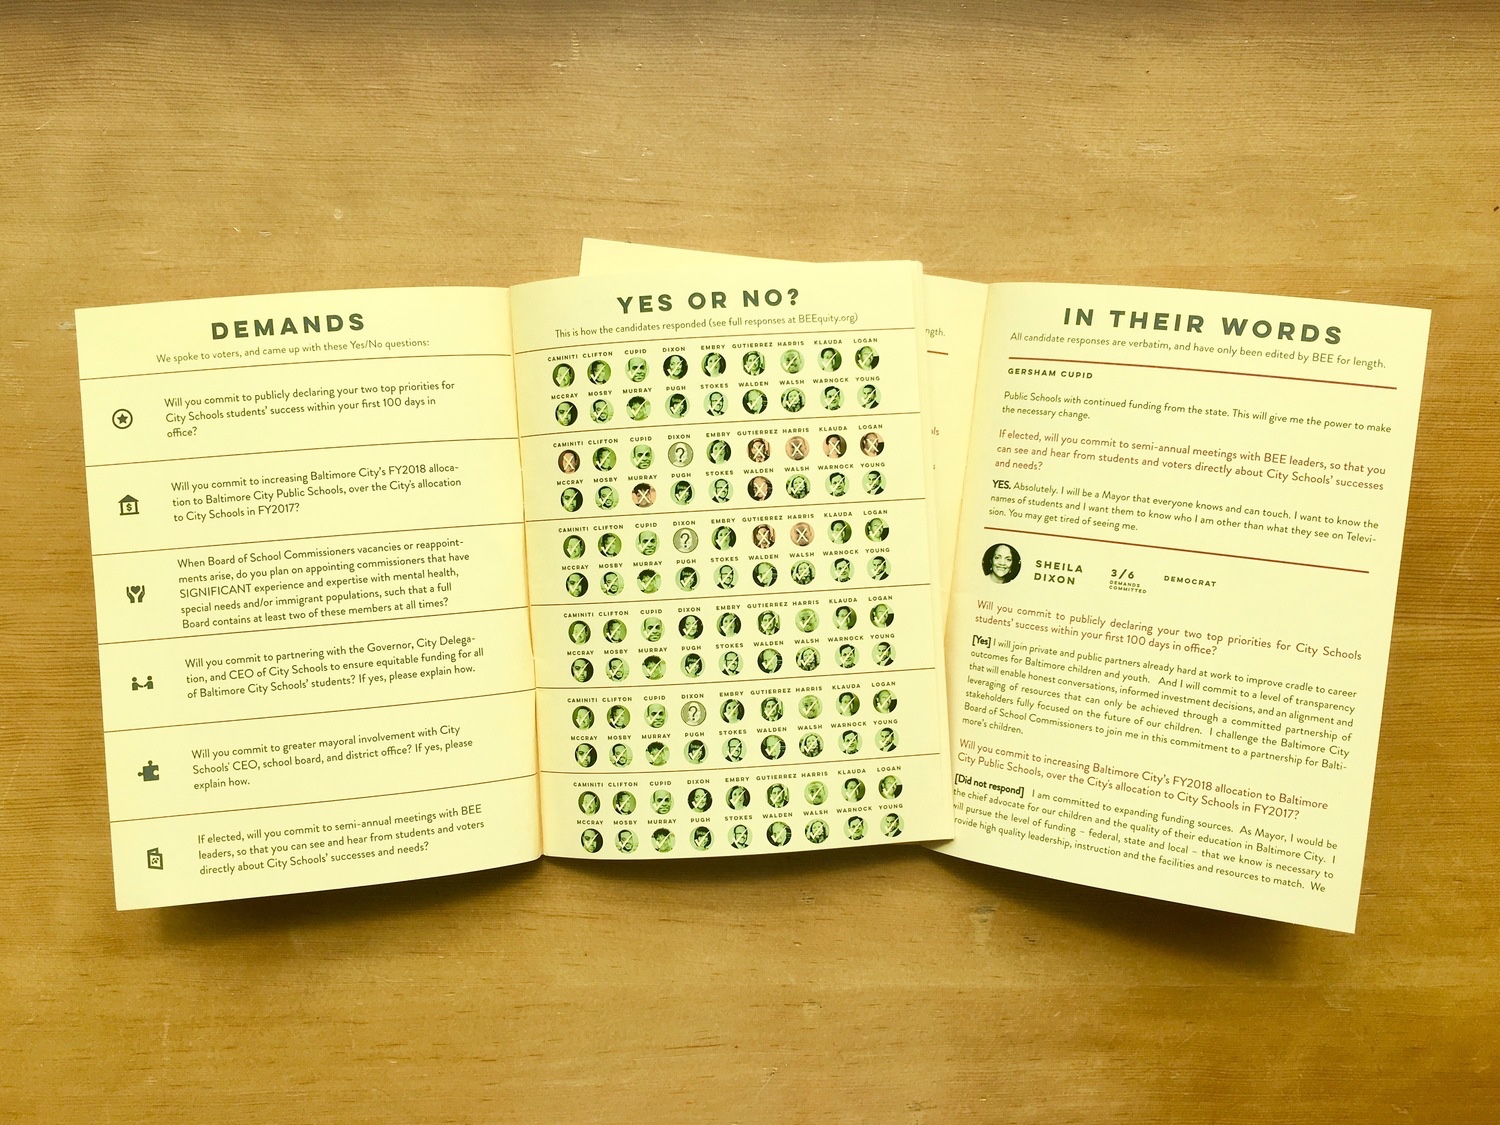 DEMANDS
We spoke to voters, and came up with these Yes/No questions:
Will you commit to publicly declaring your two top priorities for
City Schools students' success within your first 100 days in
office?
Will you commit to increasing Baltimore City's FY2018 alloca-
tion to Baltimore City Public Schools, over the City's allocation
to City Schools in FY2017?
When Board of School Commissioners vacancies or reappoint-
ments arise, do you plan on appointing commissioners that have
SIGNIFICANT experience and expertise with mental health,
special needs and/or immigrant populations, such that a full
Board contains at least two of these members at all times?
Will you commit to partnering with the Governor, City Delega-
tion, and CEO of City Schools to ensure equitable funding for all
of Baltimore City Schools' students? If yes, please explain how.
Will you commit to greater mayoral involvement with City
Schools' CEO, school board, and district office? If yes, please
explain how.
If elected, will you commit to semi-annual meetings with BEE
leaders, so that you can see and hear from students and voters
directly about City Schools' successes and needs?
YES OR NO?
This is how the candidates responded (see full responses at BEEquity.org)
CAMINITI CLIFTON CUPID DIXON EMBRY GUTIERREZ HARRIS KLAUDA LOGAN
MCCRAY MOSBY MURRAY PUGH STOKES WALDEN WALSH WARNOCK YOUNG
CAMINITI CLIFTON CUPID DIXON EMBRY GUTIERREZ HARRIS KLAUDA LOGAN
?
MCCRAY MOSBY MURRAY PUGH STOKES WALDEN WALSH WARNOCK YOUNG
CAMINITI CLIFTON CUPID DIXON EMBRY GUTIERREZ HARRIS KLAUDA LOGAN
?
MCCRAY MOSBY MURRAY PUGH STOKES WALDEN WALSH WARNOCK YOUNG
CAMINITI CLIFTON CUPID DIXON EMBRY GUTIERREZ HARRIS KLAUDA LOGAN
MCCRAY MOSBY MURRAY PUGH STOKES WALDEN WALSH WARNOCK YOUNG
CAMINITI CLIFTON CUPID DIXON EMBRY GUTIERREZ HARRIS KLAUDA LOGAN
?
MCCRAY MOSBY MURRAY PUGH STOKES WALDEN WALSH WARNOCK YOUNG
CAMINITI CLIFTON CUPID DIXON EMBRY GUTIERREZ HARRIS KLAUDA LOGAN
MCCRAY MOSBY MURRAY PUGH STOKES WALDEN WALSH WARNOCK YOUNG
ngth.
IN THEIR WORDS
All candidate responses are verbatim, and have only been edited by BEE for length.
GERSHAM CUPID
Public Schools with continued funding from the state. This will give me the power to make
the necessary change.
If elected, will you commit to semi-annual meetings with BEE leaders, so that you
can see and hear from students and voters directly about City Schools' successes
and needs?
YES. Absolutely. I will be a Mayor that everyone knows and can touch. I want to know the
names of students and I want them to know who I am other than what they see on Televi-
sion. You may get tired of seeing me.
SHEILA
DIXON
3/6
DEMANDS
COMMITTED
DEMOCRAT
Will you commit to publicly declaring your two top priorities for City Schools
students' success within your first 100 days in office?
[Yes] I will join private and public partners already hard at work to improve cradle to career
outcomes for Baltimore children and youth. And I will commit to a level of transparency
that will enable honest conversations, informed investment decisions, and an alignment and
leveraging of resources that can only be achieved through a committed partnership of
stakeholders fully focused on the future of our children. I challenge the Baltimore City
Board of School Commissioners to join me in this commitment to a partnership for Balti-
more's children.
Will you commit to increasing Baltimore City's FY2018 allocation to Baltimore
City Public Schools, over the City's allocation to City Schools in FY2017?
[Did not respond] I am committed to expanding funding sources. As Mayor, I would be
the chief advocate for our children and the quality of their education in Baltimore City. I
will pursue the level of funding – federal, state and local – that we know is necessary to
rovide high quality leadership, instruction and the facilities and resources to match. We